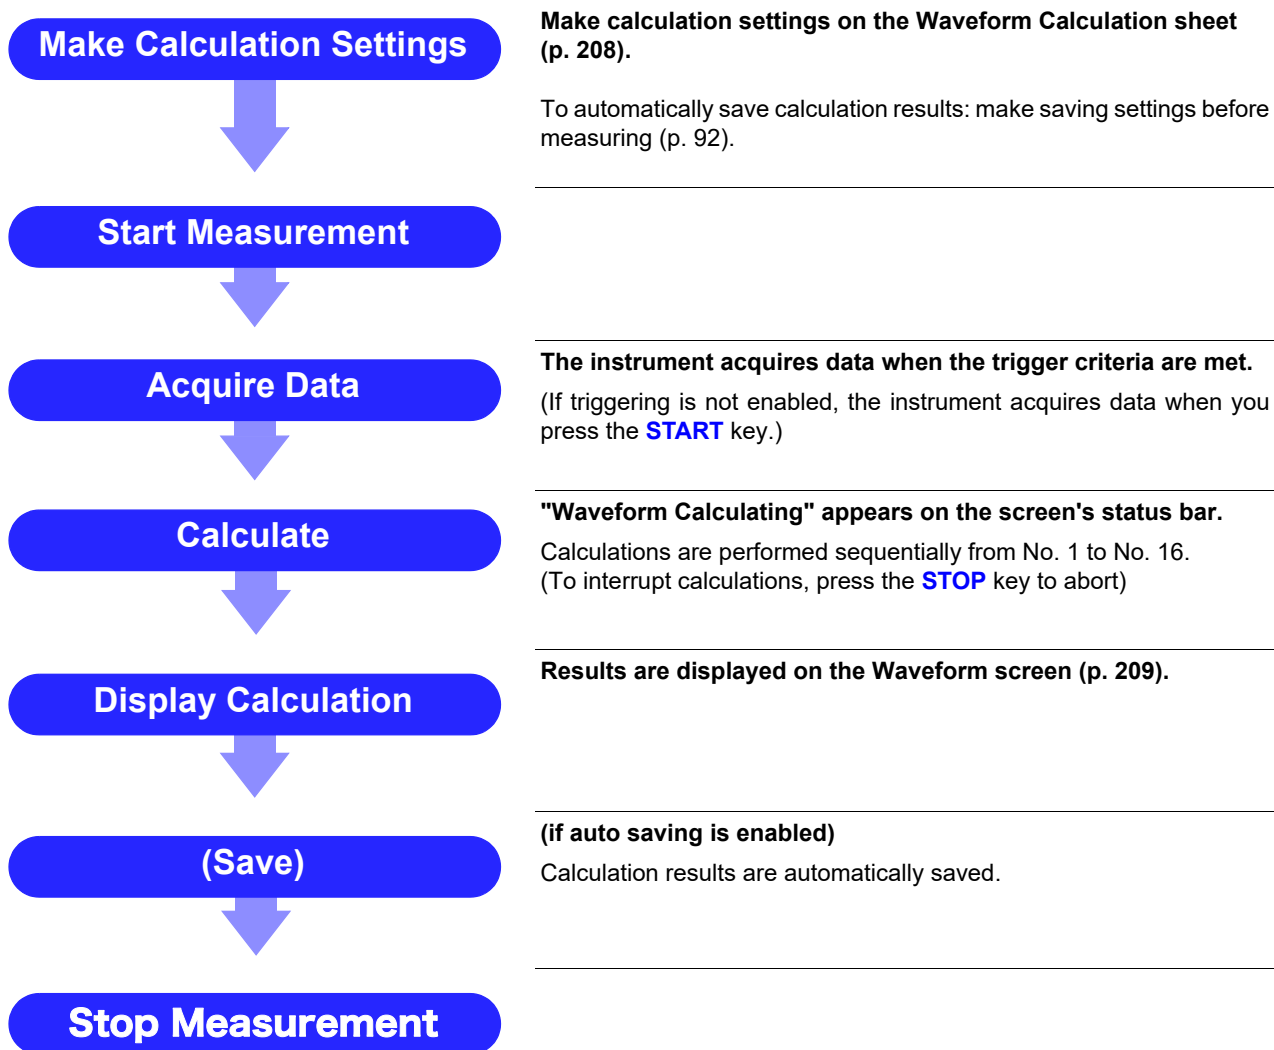 Make Calculation Settings
Make calculation settings on the Waveform Calculation sheet
(p. 208).
To automatically save calculation results: make saving settings before
measuring (p. 92).
Start Measurement
Acquire Data
The instrument acquires data when the trigger criteria are met.
(If triggering is not enabled, the instrument acquires data when you
press the START key.)
Calculate
"Waveform Calculating" appears on the screen's status bar.
Calculations are performed sequentially from No. 1 to No. 16.
(To interrupt calculations, press the STOP key to abort)
Display Calculation
Results are displayed on the Waveform screen (p. 209).
(Save)
(if auto saving is enabled)
Calculation results are automatically saved.
Stop Measurement